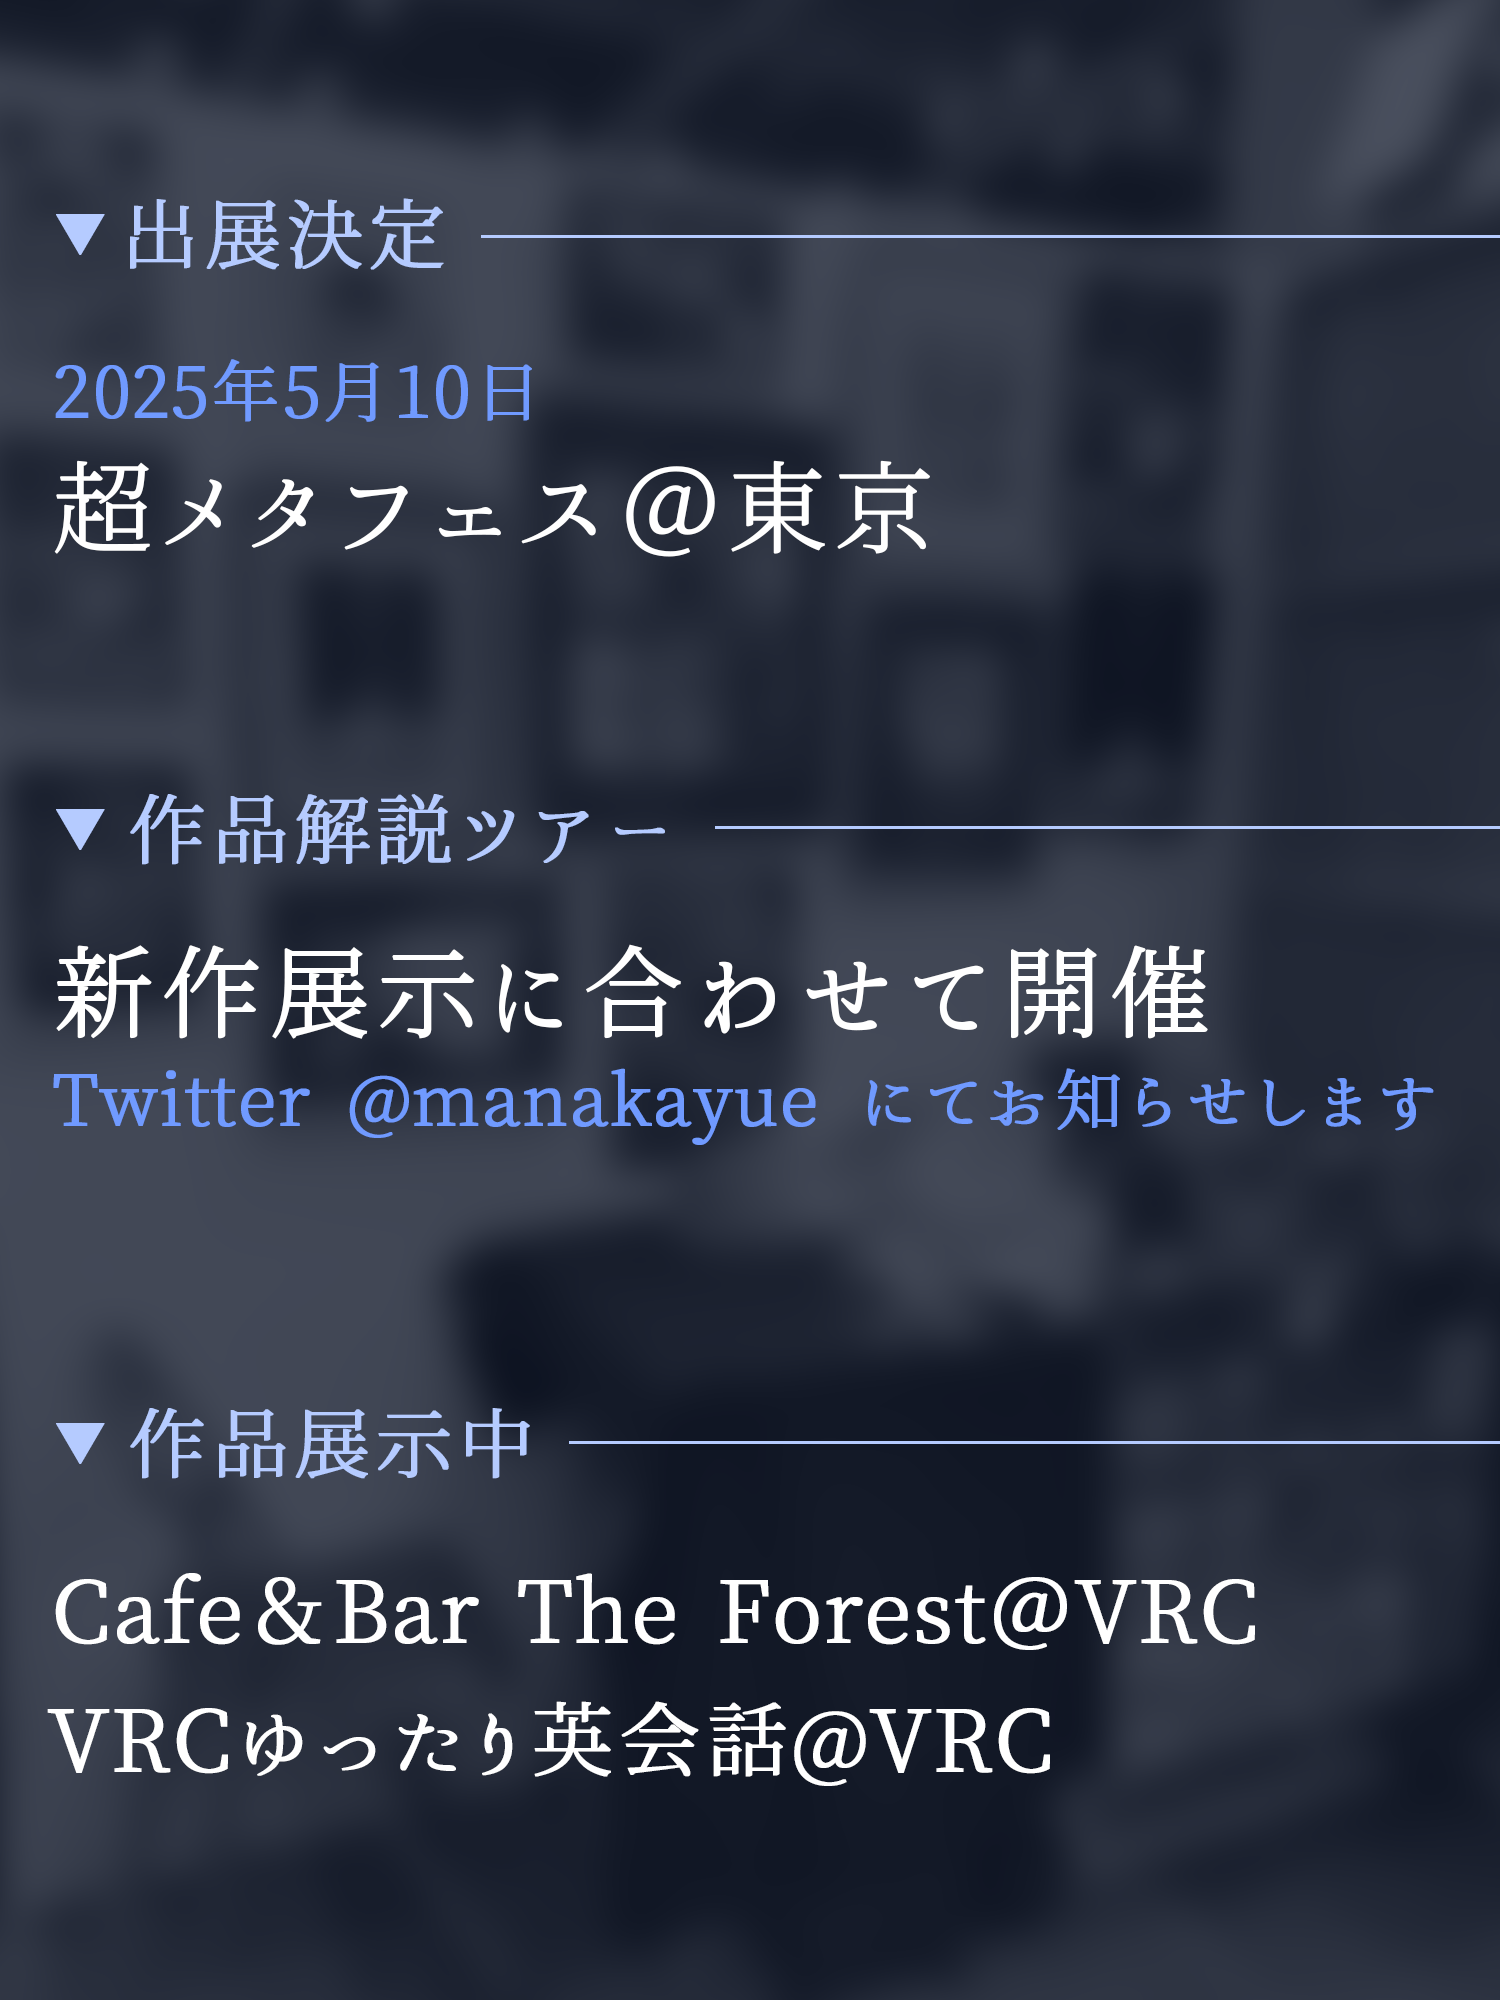 ▼出展決定
2025年5月10日
超メタフェス@東京
▼作品解説ツアー
新作展示に合わせて開催
Twitter @manakayue にてお知らせします
▼作品展示中
Cafe&Bar The Forest@VRC
VRCゆったり英会話@VRC